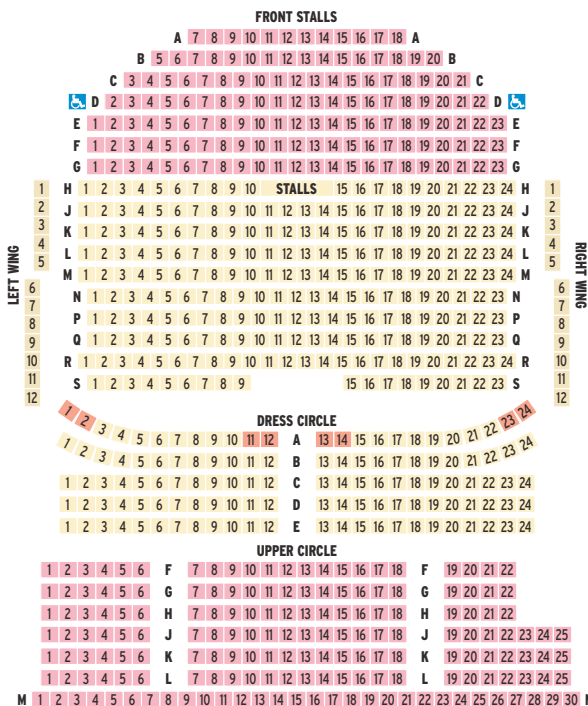 FRONT STALLS
A 7 8 9 10 11 12 13 14 15 16 17 18 A
B 5 6 7 8 9 10 11 12 13 14 15 16 17 18 19 20 B
C 3 4 5 6 7 8 9 10 11 12 13 14 15 16 17 18 19 20 21 C
D 2 3 4 5 6 7 8 9 10 11 12 13 14 15 16 17 18 19 20 21 22 D
E 1 2 3 4 5 6 7 8 9 10 11 12 13 14 15 16 17 18 19 20 21 22 23 E
F 1 2 3 4 5 6 7 8 9 10 11 12 13 14 15 16 17 18 19 20 21 22 23 F
G 1 2 3 4 5 6 7 8 9 10 11 12 13 14 15 16 17 18 19 20 21 22 23 G
LEFT WING
1
2
3
4
5
6
7
8
9
10
11
12
H 1 2 3 4 5 6 7 8 9 10 STALLS 15 16 17 18 19 20 21 22 23 24 H
J 1 2 3 4 5 6 7 8 9 10 11 12 13 14 15 16 17 18 19 20 21 22 23 24 J
K 1 2 3 4 5 6 7 8 9 10 11 12 13 14 15 16 17 18 19 20 21 22 23 24 K
L 1 2 3 4 5 6 7 8 9 10 11 12 13 14 15 16 17 18 19 20 21 22 23 24 L
M 1 2 3 4 5 6 7 8 9 10 11 12 13 14 15 16 17 18 19 20 21 22 23 24 M
N 1 2 3 4 5 6 7 8 9 10 11 12 13 14 15 16 17 18 19 20 21 22 23 N
P 1 2 3 4 5 6 7 8 9 10 11 12 13 14 15 16 17 18 19 20 21 22 23 P
Q 1 2 3 4 5 6 7 8 9 10 11 12 13 14 15 16 17 18 19 20 21 22 23 Q
R 1 2 3 4 5 6 7 8 9 10 11 12 13 14 15 16 17 18 19 20 21 22 23 24 R
S 1 2 3 4 5 6 7 8 9 15 16 17 18 19 20 21 22 23 S
RIGHT WING
1
2
3
4
5
6
7
8
9
10
11
12
DRESS CIRCLE
1 2 3 4 5 6 7 8 9 10 11 12 A 13 14 15 16 17 18 19 20 21 22 23 24
1 2 3 4 5 6 7 8 9 10 11 12 B 13 14 15 16 17 18 19 20 21 22 23 24
1 2 3 4 5 6 7 8 9 10 11 12 C 13 14 15 16 17 18 19 20 21 22 23 24
1 2 3 4 5 6 7 8 9 10 11 12 D 13 14 15 16 17 18 19 20 21 22 23 24
1 2 3 4 5 6 7 8 9 10 11 12 E 13 14 15 16 17 18 19 20 21 22 23 24
UPPER CIRCLE
1 2 3 4 5 6 F 7 8 9 10 11 12 13 14 15 16 17 18 F 19 20 21 22
1 2 3 4 5 6 G 7 8 9 10 11 12 13 14 15 16 17 18 G 19 20 21 22
1 2 3 4 5 6 H 7 8 9 10 11 12 13 14 15 16 17 18 H 19 20 21 22
1 2 3 4 5 6 J 7 8 9 10 11 12 13 14 15 16 17 18 J 19 20 21 22 23 24 25
1 2 3 4 5 6 K 7 8 9 10 11 12 13 14 15 16 17 18 K 19 20 21 22 23 24 25
1 2 3 4 5 6 L 7 8 9 10 11 12 13 14 15 16 17 18 L 19 20 21 22 23 24 25
M 1 2 3 4 5 6 7 8 9 10 11 12 13 14 15 16 17 18 19 20 21 22 23 24 25 26 27 28 29 30